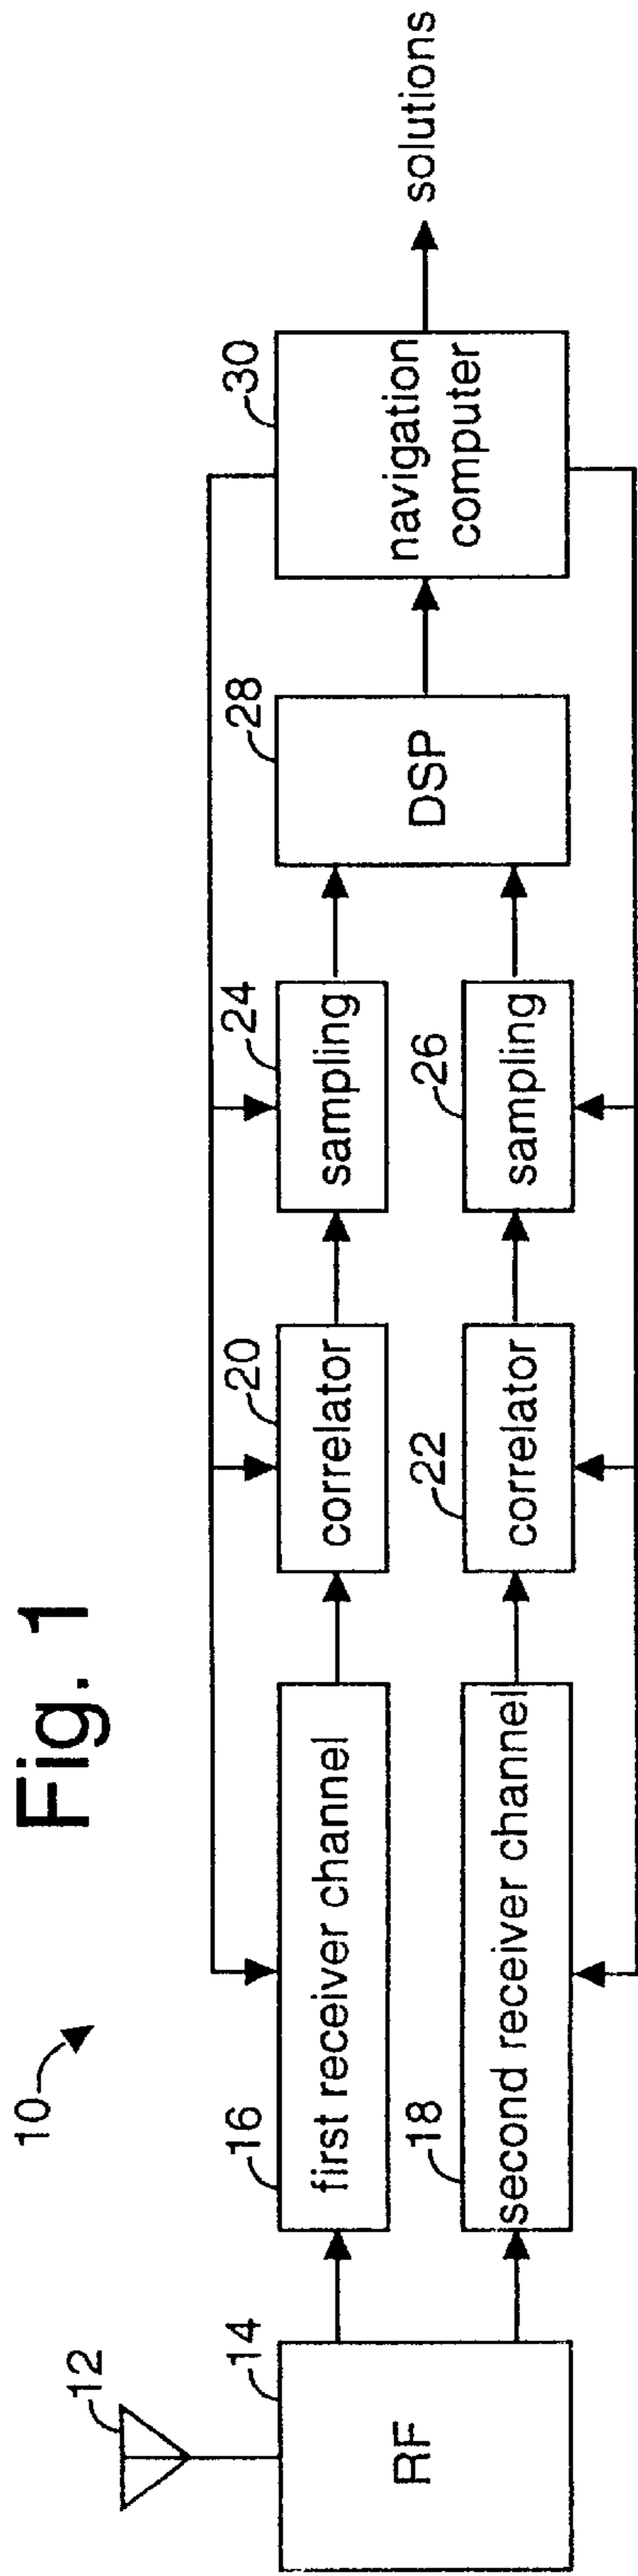 Fig. 1
10
12
14
RF
16
first receiver channel
18
second receiver channel
20
correlator
22
correlator
24
sampling
26
sampling
28
DSP
30
navigation
computer
solutions